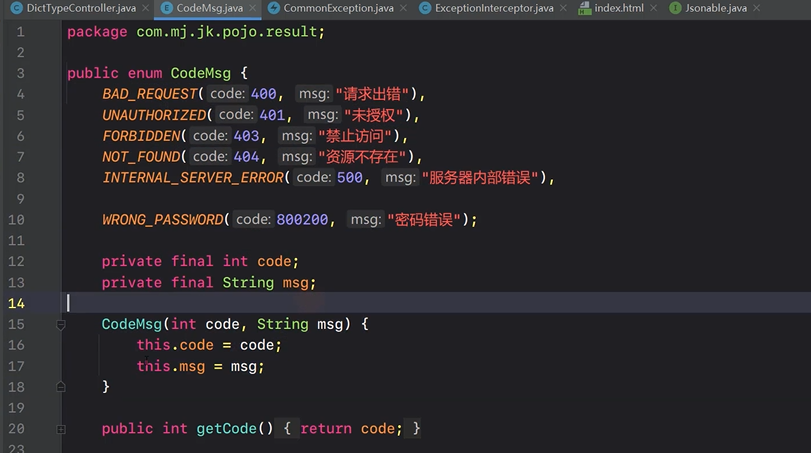 DictTypeController.java CodeMsg.java CommonException.java ExceptionInterceptor.java index.html Jsonable.java
1 package com.mj.jk.pojo.result;
2
3 public enum CodeMsg {
4 BAD_REQUEST( code: 400, msg: "请求出错"),
5 UNAUTHORIZED( code: 401, msg: "未授权"),
6 FORBIDDEN( code: 403, msg: "禁止访问"),
7 NOT_FOUND( code: 404, msg: "资源不存在"),
8 INTERNAL_SERVER_ERROR( code: 500, msg: "服务器内部错误"),
9
10 WRONG_PASSWORD( code: 800200, msg: "密码错误");
11
12 private final int code;
13 private final String msg;
14
15 CodeMsg(int code, String msg) {
16 this.code = code;
17 this.msg = msg;
18 }
19
20 public int getCode() { return code; }
23